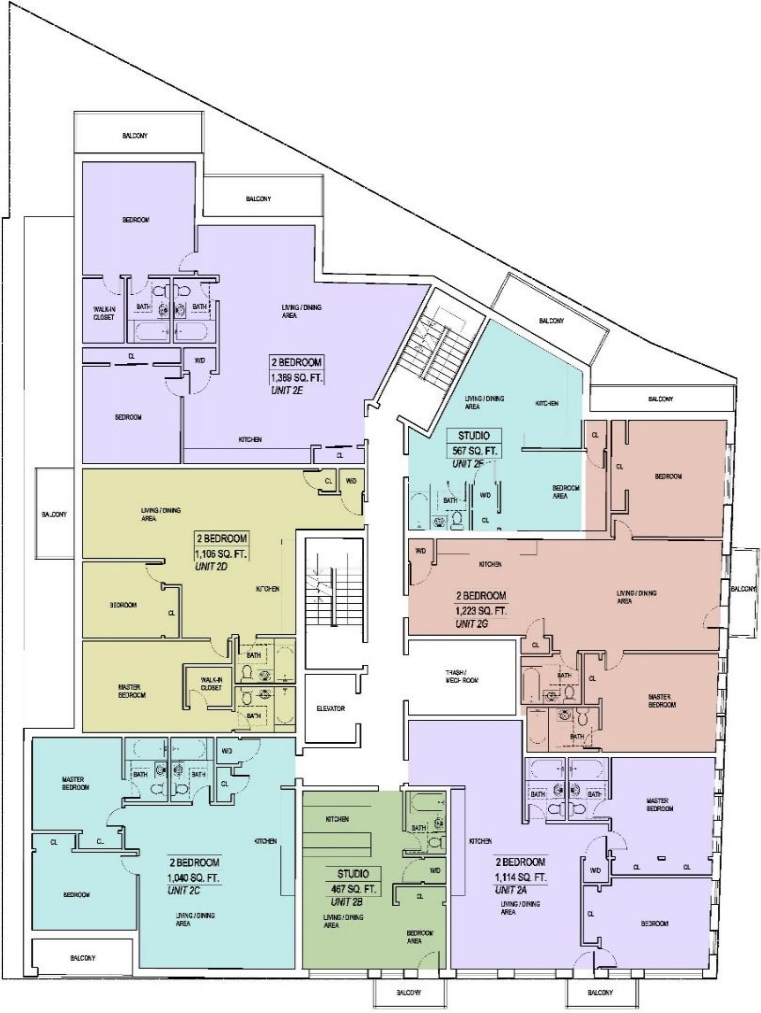 BALCONY
BALCONY
BEDROOM
WALK-IN
CLOSET
BATH
BATH
LIVING / DINING
AREA
CL
W/D
2 BEDROOM
1,369 SQ. FT.
UNIT 2E
BEDROOM
KITCHEN
CL
BALCONY
BALCONY
LIVING / DINING
AREA
KITCHEN
STUDIO
567 SQ. FT.
UNIT 2F
BATH
W/D
CL
BEDROOM
AREA
CL
CL
BEDROOM
BALCONY
LIVING / DINING
AREA
CL
W/D
2 BEDROOM
1,106 SQ. FT.
UNIT 2D
BEDROOM
CL
KITCHEN
MASTER
BEDROOM
WALK-IN
CLOSET
BATH
BATH
W/D
KITCHEN
2 BEDROOM
1,223 SQ. FT.
UNIT 2G
LIVING / DINING
AREA
BALCONY
CL
TRASH /
MECH ROOM
BATH
CL
MASTER
BEDROOM
BATH
ELEVATOR
MASTER
BEDROOM
BATH
BATH
W/D
CL
CL
CL
KITCHEN
2 BEDROOM
1,040 SQ. FT.
UNIT 2C
BEDROOM
LIVING / DINING
AREA
BALCONY
KITCHEN
BATH
STUDIO
467 SQ. FT.
UNIT 2B
W/D
CL
LIVING / DINING
AREA
BEDROOM
AREA
BALCONY
BATH
BATH
MASTER
BEDROOM
KITCHEN
2 BEDROOM
1,114 SQ. FT.
UNIT 2A
W/D
CL
CL
LIVING / DINING
AREA
CL
BEDROOM
BALCONY